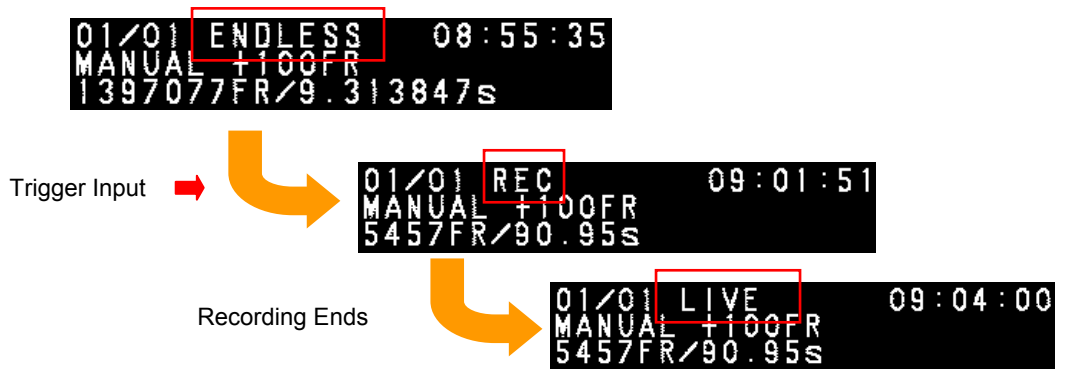 01/01 ENDLESS 08:55:35
MANUAL +100FR
1397077FR/9.313847s
Trigger Input
01/01 REC 09:01:51
MANUAL +100FR
5457FR/90.95s
Recording Ends
01/01 LIVE 09:04:00
MANUAL +100FR
5457FR/90.95s